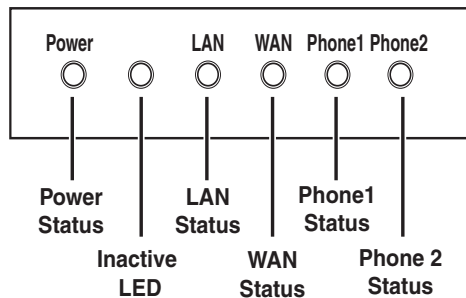 Power LAN WAN Phone1 Phone2
Power
Status
LAN
Status
Phone1
Status
Inactive
LED
WAN
Status
Phone 2
Status